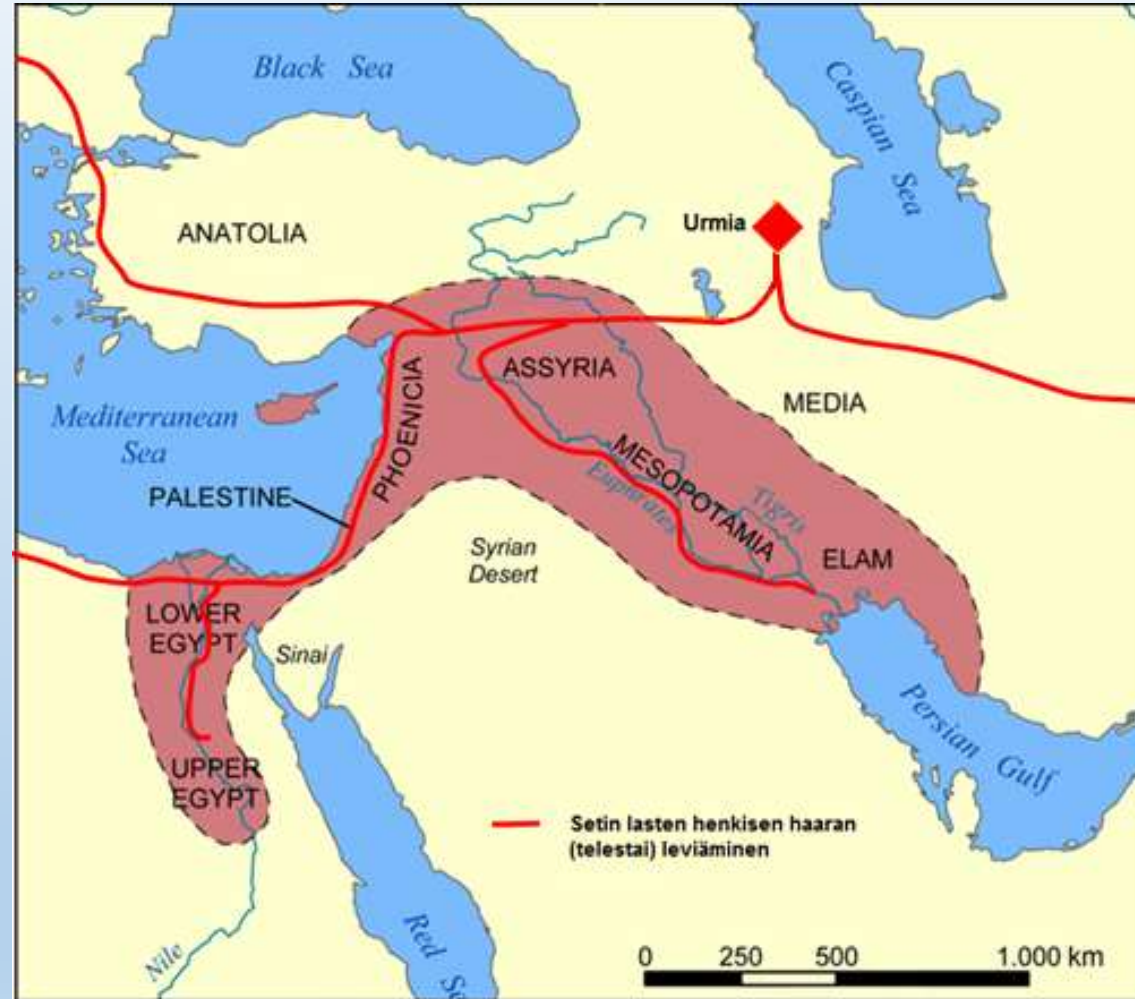 Black Sea
Caspian Sea
Urmia
ANATOLIA
ASSYRIA
MEDIA
PHOENICIA
Mediterranean
Sea
MESOPOTAMIA
Euphrates
Tigris
PALESTINE
Syrian
Desert
ELAM
LOWER
EGYPT
Sinai
Persian Gulf
UPPER
EGYPT
Setin lasten henkisen haaran
(telestai) leviäminen
Red Se
Nile
0 250 500 1.000 km